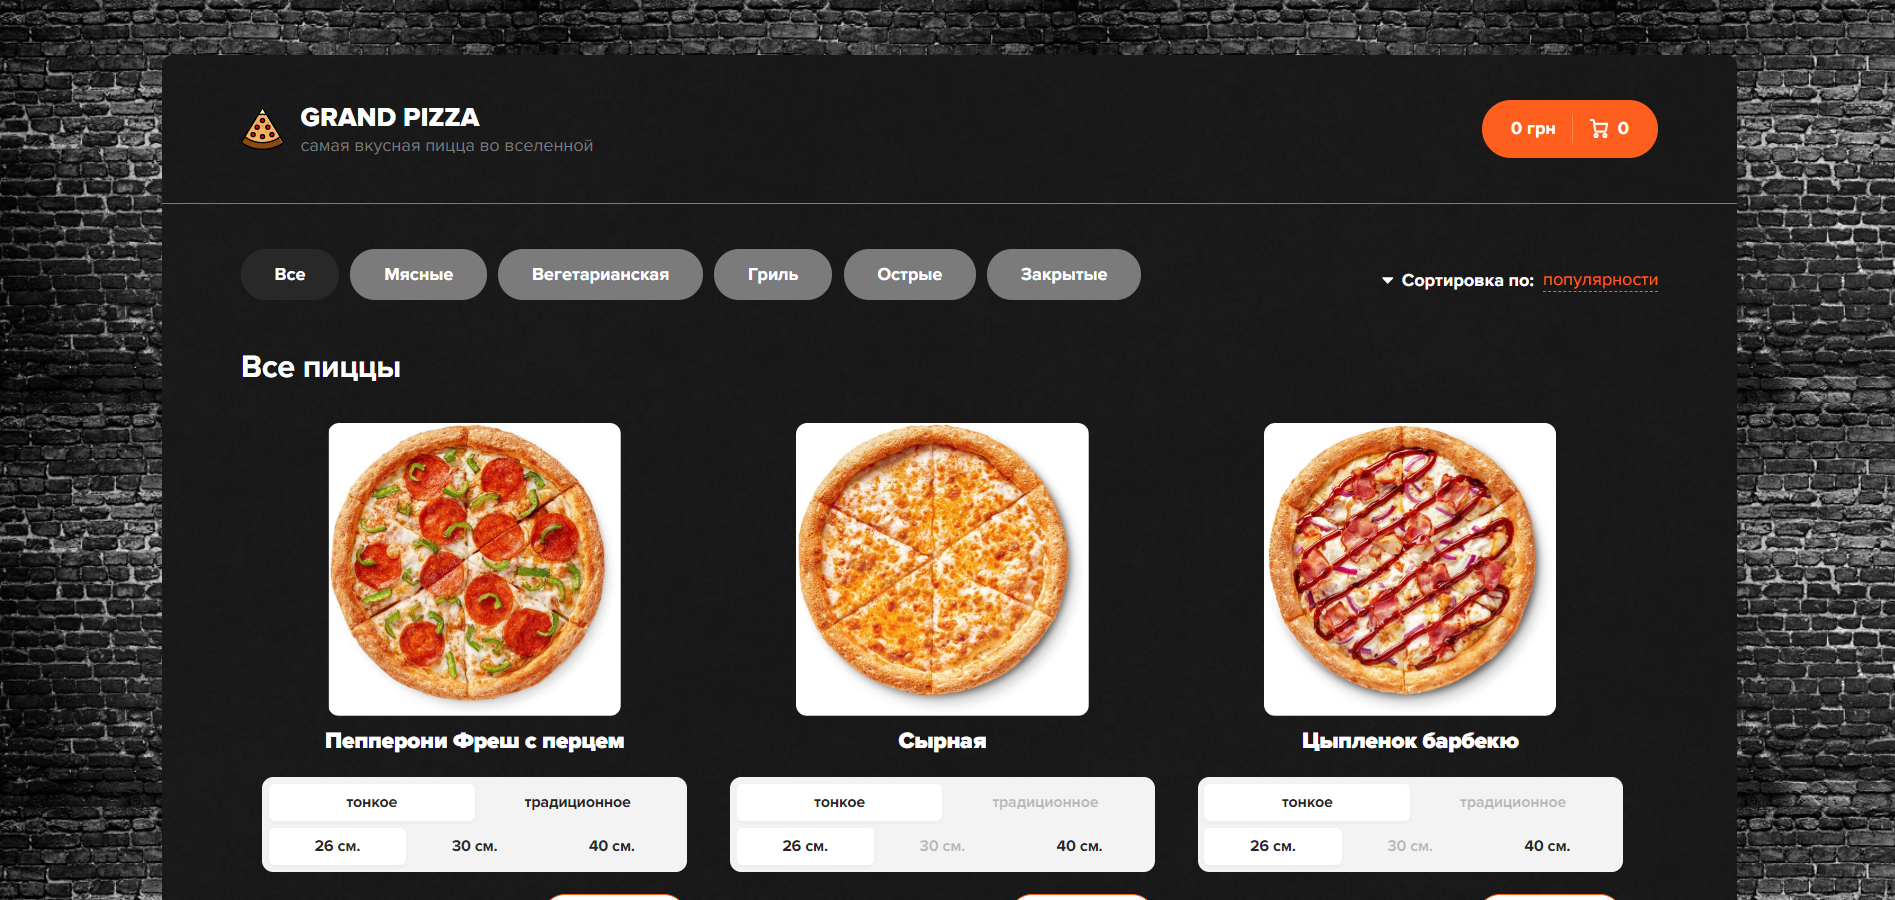 GRAND PIZZA
самая вкусная пицца во вселенной
0 грн 0
Все Мясные Вегетарианская Гриль Острые Закрытые
Сортировка по: популярности
Все пиццы
Пепперони Фреш с перцем
тонкое традиционное
26 см. 30 см. 40 см.
Сырная
тонкое традиционное
26 см. 30 см. 40 см.
Цыпленок барбекю
тонкое традиционное
26 см. 30 см. 40 см.